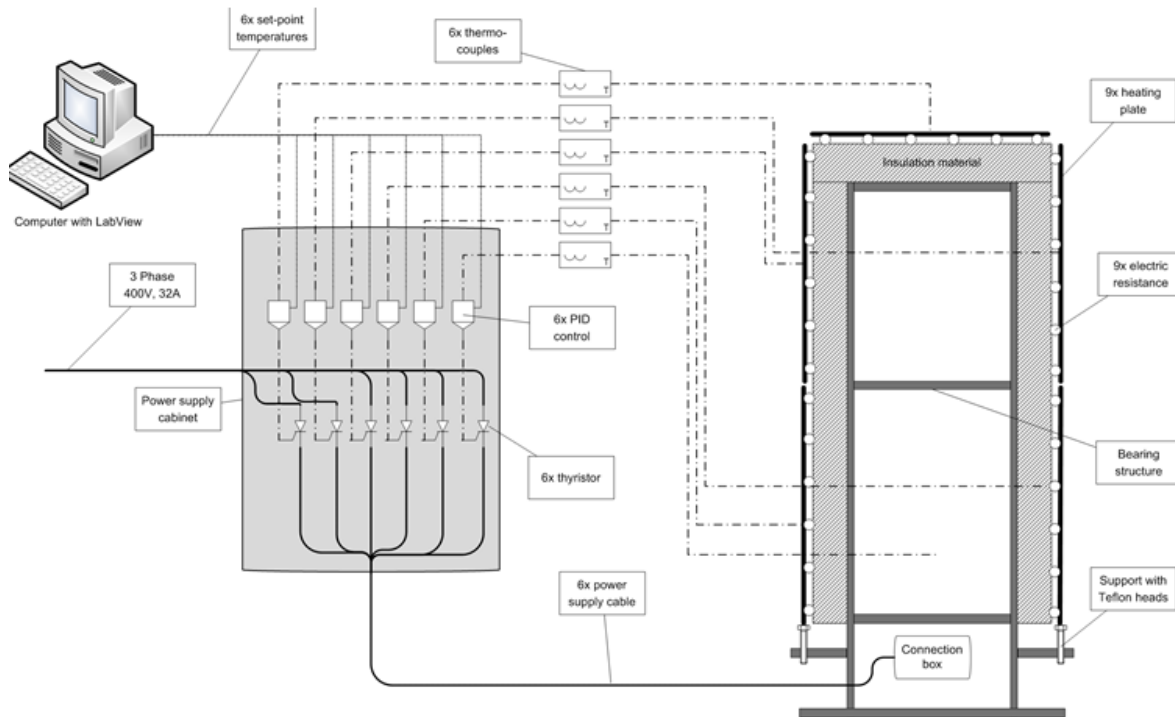 6x set-point
temperatures
6x thermo-
couples
9x heating
plate
Insulation material
Computer with LabView
3 Phase
400V, 32A
9x electric
resistance
6x PID
control
Power supply
cabinet
Bearing
structure
6x thyristor
6x power
supply cable
Support with
Teflon heads
Connection
box